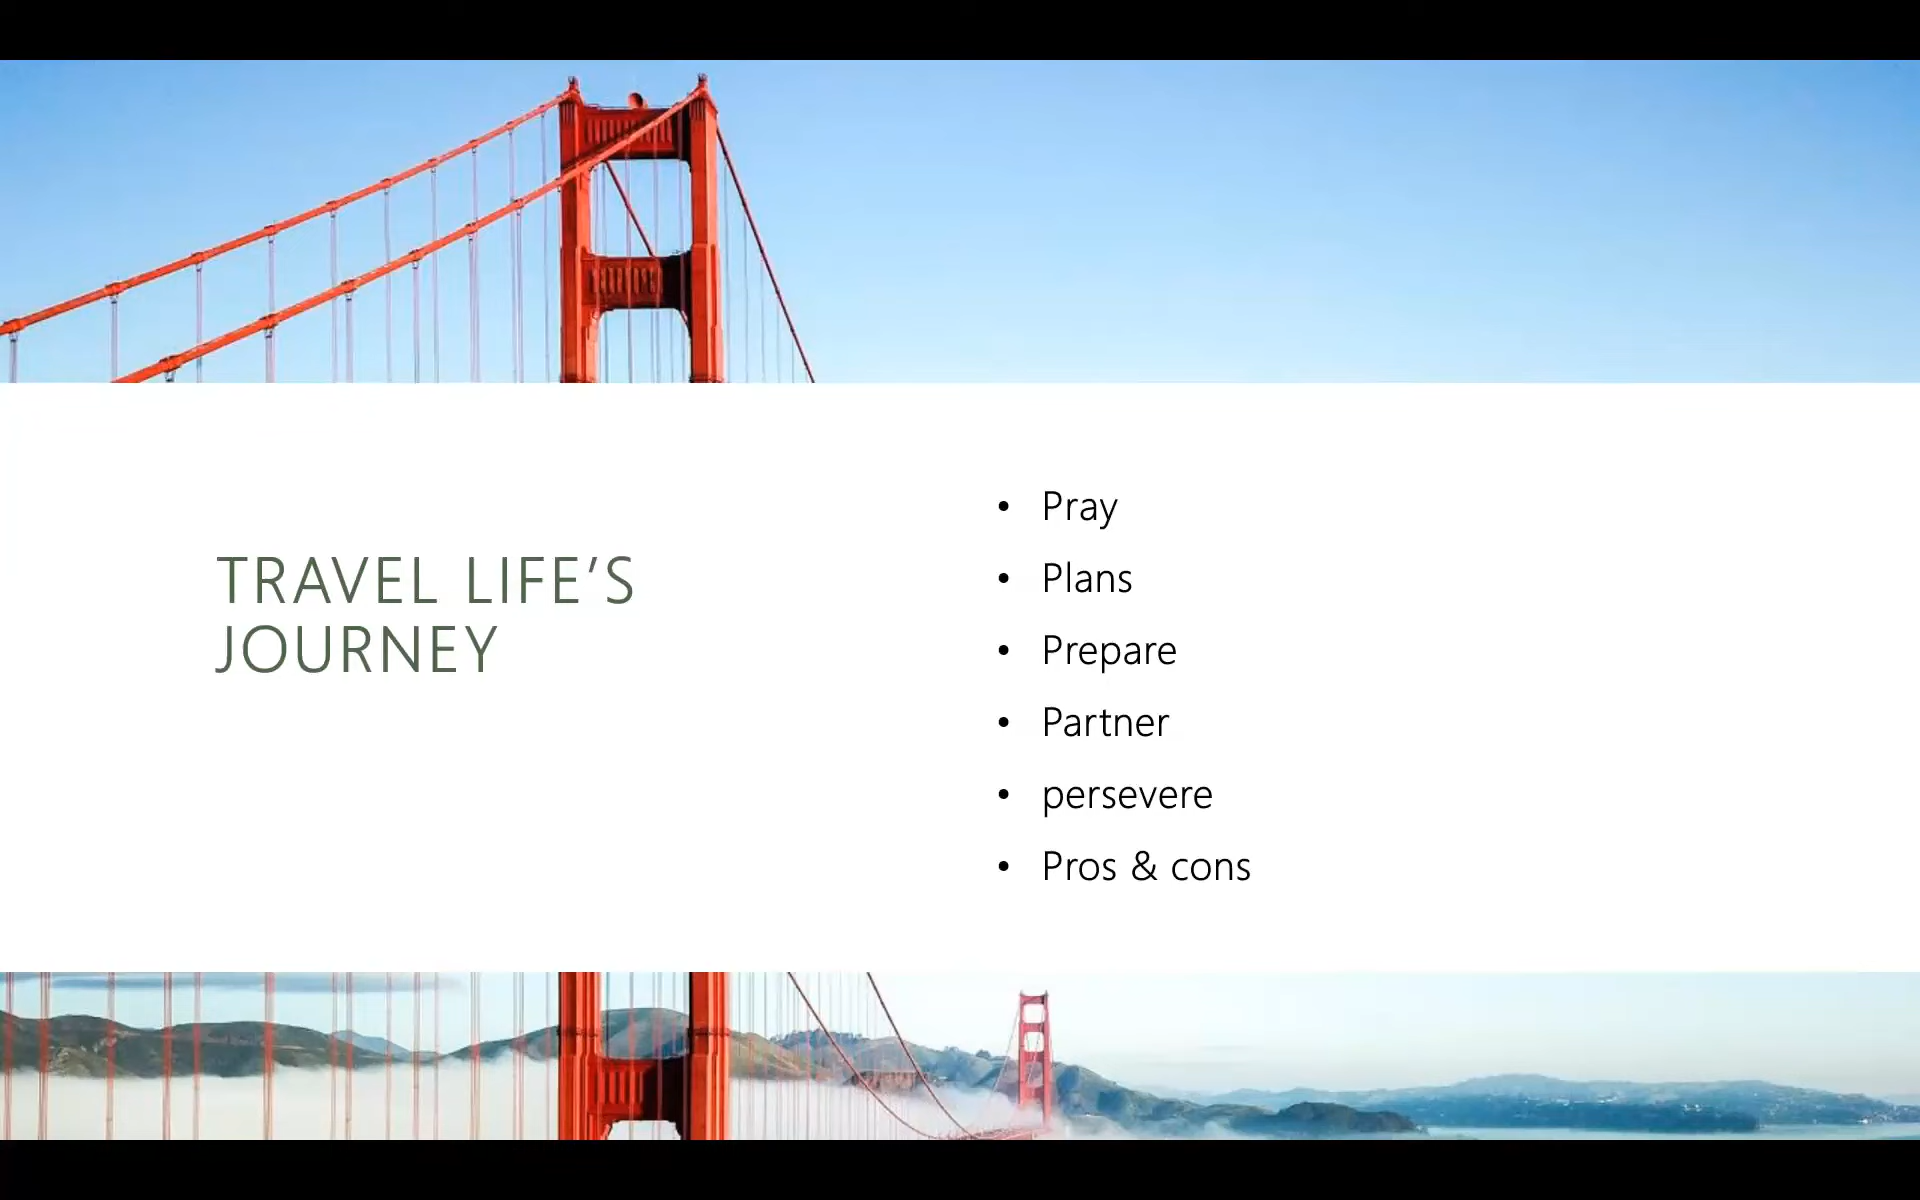 TRAVEL LIFE’S
JOURNEY
• Pray
• Plans
• Prepare
• Partner
• persevere
• Pros & cons